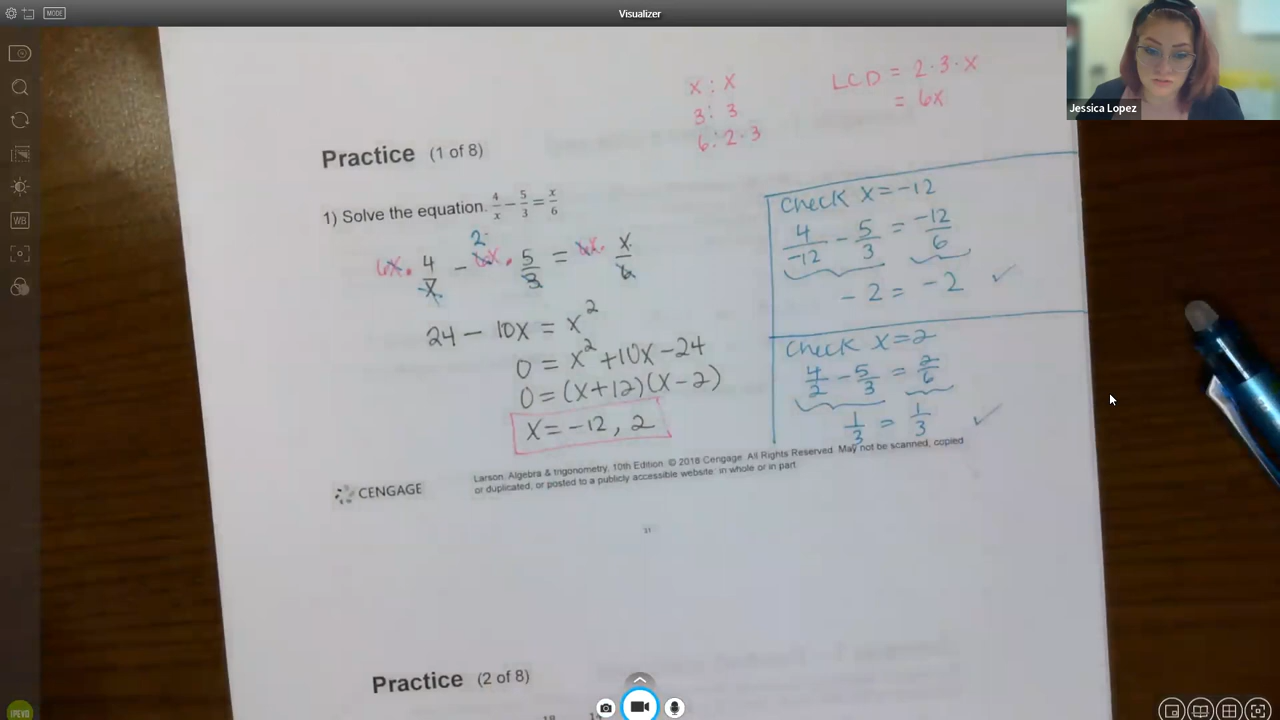 MODE
Visualizer
Jessica Lopez
x : x
3 : 3
6 : 2 · 3
LCD = 2 · 3 · x
= 6x
Practice (1 of 8)
1) Solve the equation. 4/x − 5/3 = x/6
2
6x · 4/x − 6x · 5/3 = 6x · x/6
24 − 10x = x²
0 = x² + 10x − 24
0 = (x+12)(x−2)
x = −12, 2
Check x = −12
4/−12 − 5/3 = −12/6
−2 = −2 ✓
Check x = 2
4/2 − 5/3 = 2/6
1/3 = 1/3 ✓
CENGAGE
Larson, Algebra & trigonometry, 10th Edition. © 2018 Cengage. All Rights Reserved. May not be scanned, copied
or duplicated, or posted to a publicly accessible website, in whole or in part.
31
Practice (2 of 8)
WB
IPEVO